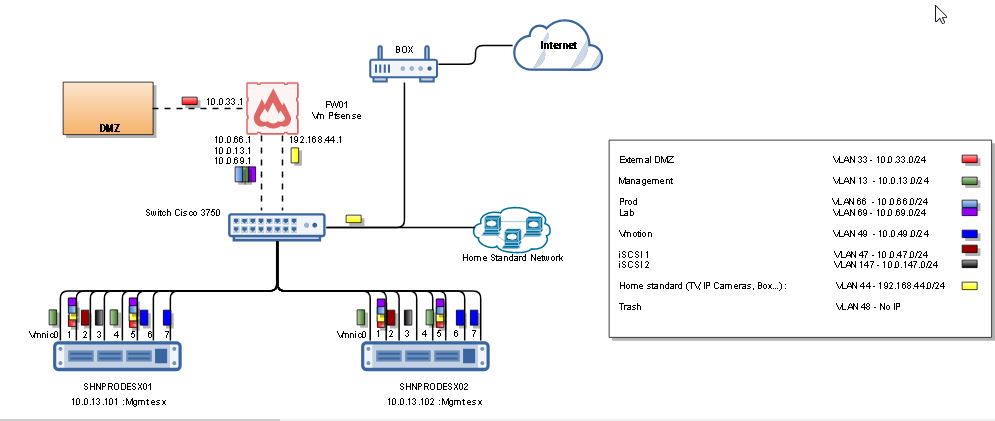 Internet
BOX
10.0.33.1
DMZ
FW01
Vm Pfsense
10.0.66.1
10.0.13.1
10.0.69.1
192.168.44.1
Switch Cisco 3750
Home Standard Network
Vmnic0 1 2 3 4 5 6 7
Vmnic0 1 2 3 4 5 6 7
SHNPRODESX01
10.0.13.101 :Mgmt esx
SHNPRODESX02
10.0.13.102 :Mgmt esx
External DMZ VLAN 33 - 10.0.33.0/24
Management VLAN 13 - 10.0.13.0/24
Prod VLAN 66 - 10.0.66.0/24
Lab VLAN 69 - 10.0.69.0/24
Vmotion VLAN 49 - 10.0.49.0/24
iSCSI 1 VLAN 47 - 10.0.47.0/24
iSCSI 2 VLAN 147 - 10.0.147.0/24
Home standard (TV/ IP Cameras, Box...) : VLAN 44 - 192.168.44.0/24
Trash VLAN 48 - No IP